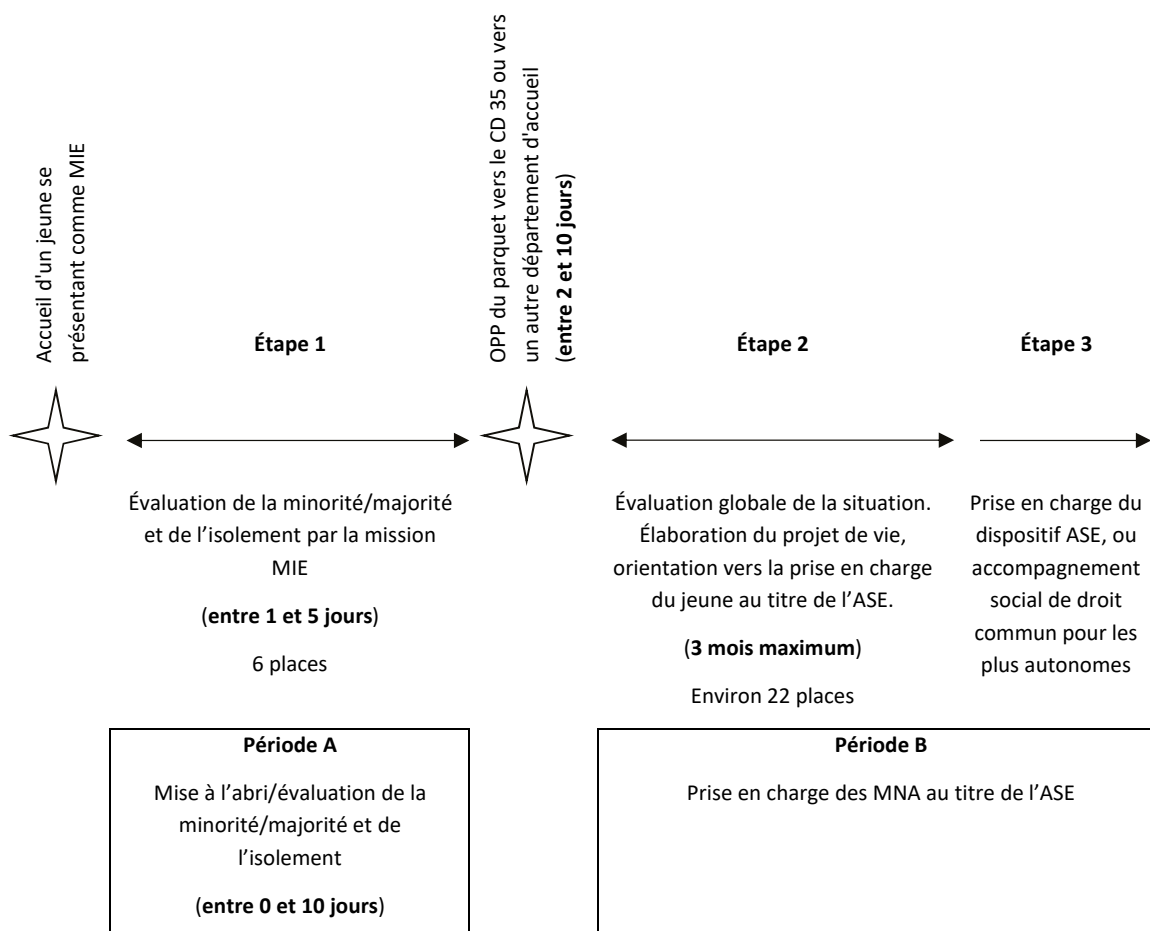 Accueil d'un jeune se
présentant comme MIE
Étape 1
OPP du parquet vers le CD 35 ou vers
un autre département d'accueil
(entre 2 et 10 jours)
Étape 2
Étape 3
Évaluation de la minorité/majorité
et de l’isolement par la mission
MIE
(entre 1 et 5 jours)
6 places
Évaluation globale de la situation.
Élaboration du projet de vie,
orientation vers la prise en charge
du jeune au titre de l’ASE.
(3 mois maximum)
Environ 22 places
Prise en charge du
dispositif ASE, ou
accompagnement
social de droit
commun pour les
plus autonomes
Période A
Mise à l’abri/évaluation de la
minorité/majorité et de
l’isolement
(entre 0 et 10 jours)
Période B
Prise en charge des MNA au titre de l’ASE